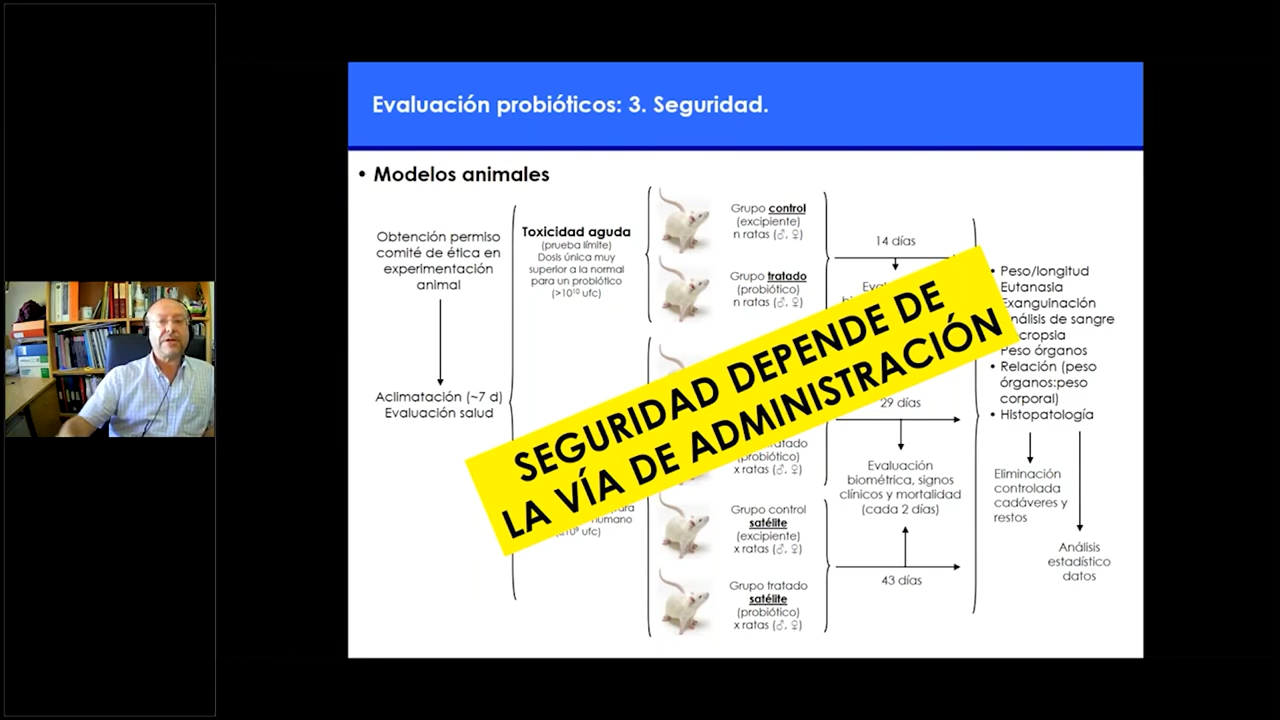 Evaluación probióticos: 3. Seguridad.
• Modelos animales
Obtención permiso
comité de ética en
experimentación
animal
Aclimatación (~7 d)
Evaluación salud
Toxicidad aguda
(prueba límite)
Dosis única muy
superior a la normal
para un probiótico
(>10¹⁰ ufc)
Grupo control
(excipiente)
n ratas (♂, ♀)
Grupo tratado
(probiótico)
n ratas (♂, ♀)
14 días
SEGURIDAD DEPENDE DE
LA VÍA DE ADMINISTRACIÓN
29 días
Evaluación
biométrica, signos
clínicos y mortalidad
(cada 2 días)
x ratas (♂, ♀)
Grupo control
satélite
(excipiente)
x ratas (♂, ♀)
Grupo tratado
satélite
(probiótico)
x ratas (♂, ♀)
43 días
• Peso/longitud
• Eutanasia
Exanguinación
Análisis de sangre
Peso órganos
• Relación (peso
órganos:peso
corporal)
• Histopatología
Eliminación
controlada
cadáveres y
restos
Análisis
estadístico
datos